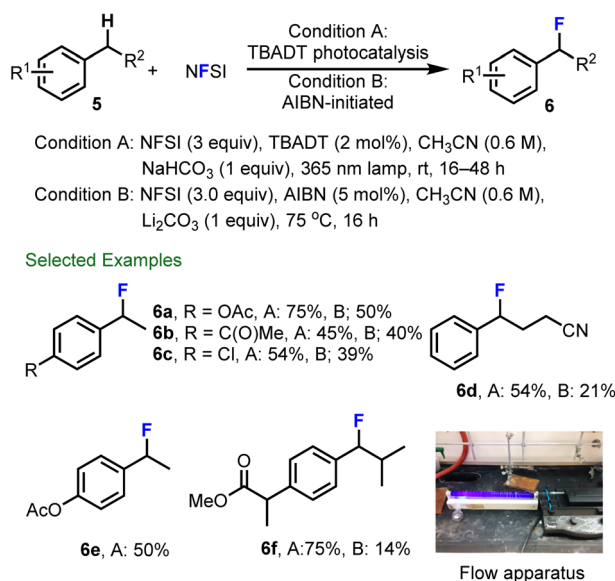 H
R¹
R²
5
+
NFSI
Condition A:
TBADT photocatalysis
Condition B:
AIBN-initiated
F
R¹
R²
6
Condition A: NFSI (3 equiv), TBADT (2 mol%), CH₃CN (0.6 M),
NaHCO₃ (1 equiv), 365 nm lamp, rt, 16–48 h
Condition B: NFSI (3.0 equiv), AIBN (5 mol%), CH₃CN (0.6 M),
Li₂CO₃ (1 equiv), 75 ºC, 16 h
Selected Examples
F
R
6a, R = OAc, A: 75%, B; 50%
6b, R = C(O)Me, A: 45%, B; 40%
6c, R = Cl, A: 54%, B; 39%
F
CN
6d, A: 54%, B: 21%
F
AcO
6e, A: 50%
F
O
MeO
6f, A:75%, B: 14%
Flow apparatus